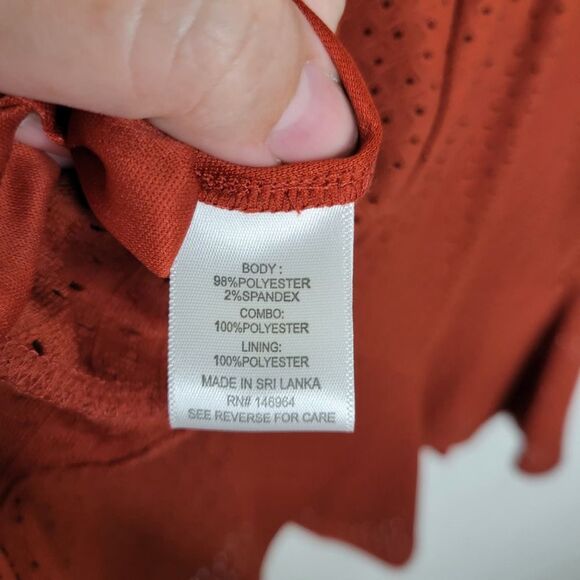 BODY :
98%POLYESTER
2%SPANDEX
COMBO:
100%POLYESTER
LINING:
100%POLYESTER
MADE IN SRI LANKA
RN# 146964
SEE REVERSE FOR CARE